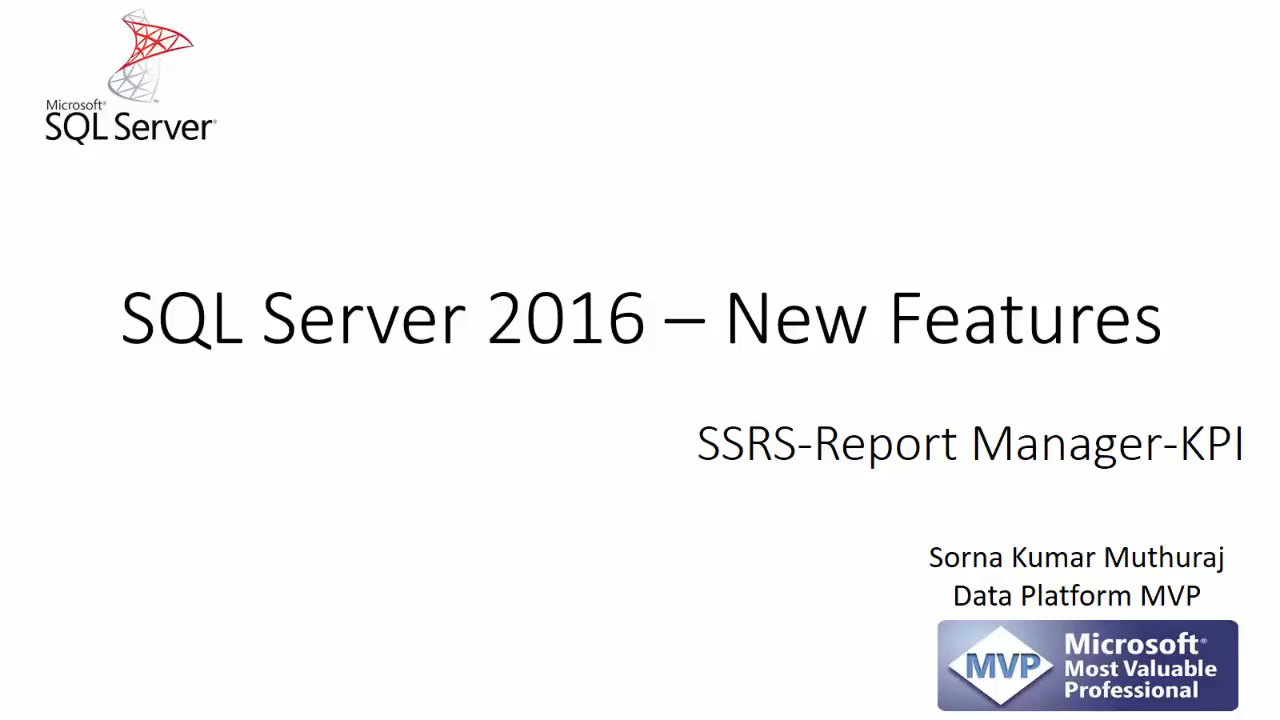 Microsoft®
SQL Server®
SQL Server 2016 – New Features
SSRS-Report Manager-KPI
Sorna Kumar Muthuraj
Data Platform MVP
MVP
Microsoft®
Most Valuable
Professional